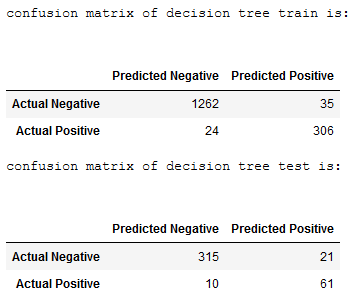 confusion matrix of decision tree train is:
Predicted Negative Predicted Positive
Actual Negative 1262 35
Actual Positive 24 306
confusion matrix of decision tree test is:
Predicted Negative Predicted Positive
Actual Negative 315 21
Actual Positive 10 61